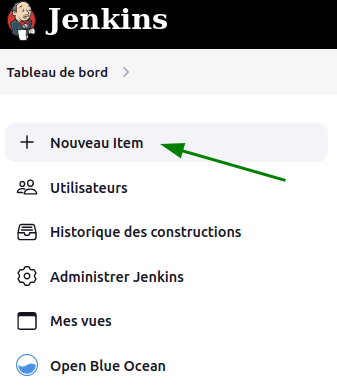 Jenkins
Tableau de bord
Nouveau Item
Utilisateurs
Historique des constructions
Administrer Jenkins
Mes vues
Open Blue Ocean